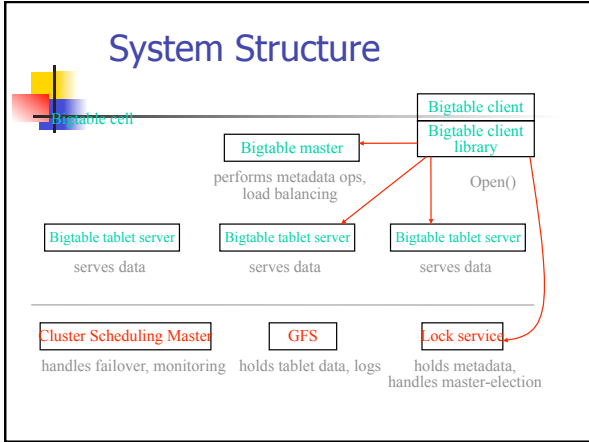 System Structure
Bigtable cell
Bigtable client
Bigtable client
library
Bigtable master
performs metadata ops,
load balancing
Open()
Bigtable tablet server
Bigtable tablet server
Bigtable tablet server
serves data
serves data
serves data
Cluster Scheduling Master
GFS
Lock service
handles failover, monitoring
holds tablet data, logs
holds metadata,
handles master-election